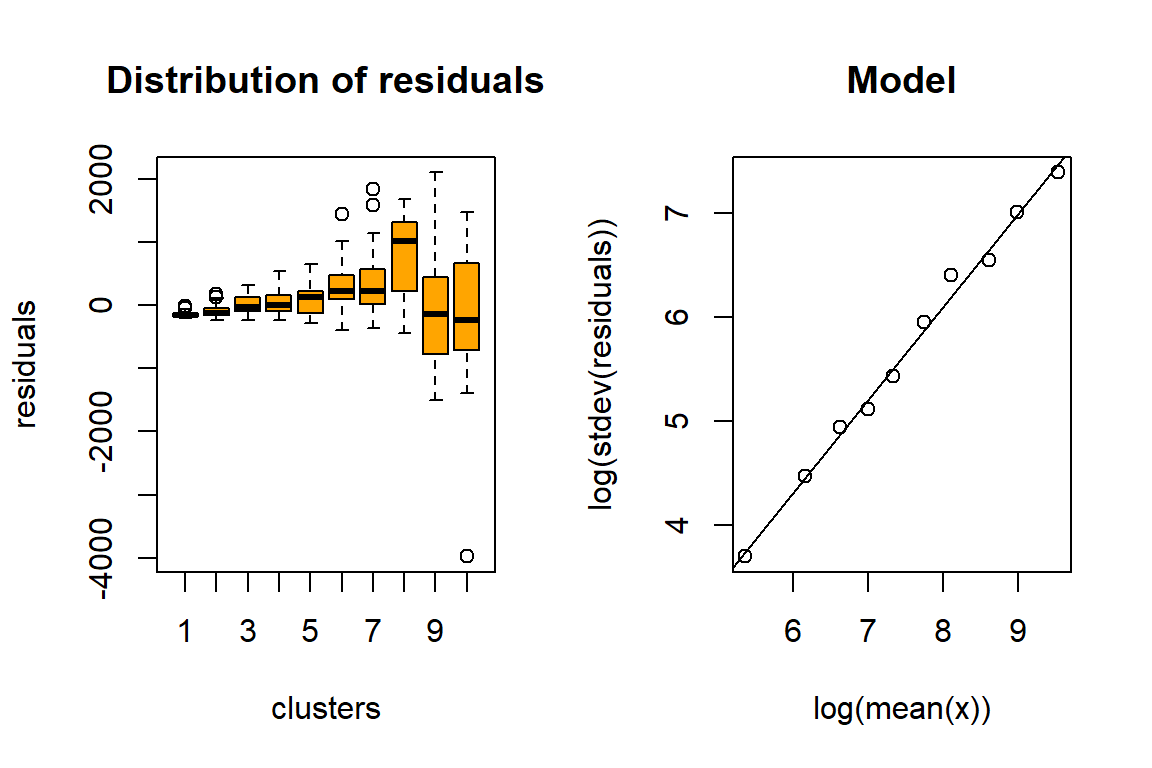 Distribution of residuals
residuals
2000
0
-2000
-4000
1 3 5 7 9
clusters
Model
log(stdev(residuals))
7
6
5
4
6 7 8 9
log(mean(x))